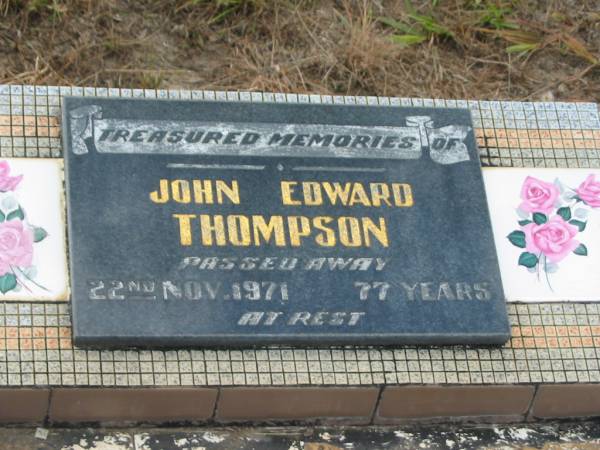 TREASURED MEMORIES OF
JOHN EDWARD
THOMPSON
PASSED AWAY
22ND NOV. 1971 77 YEARS
AT REST